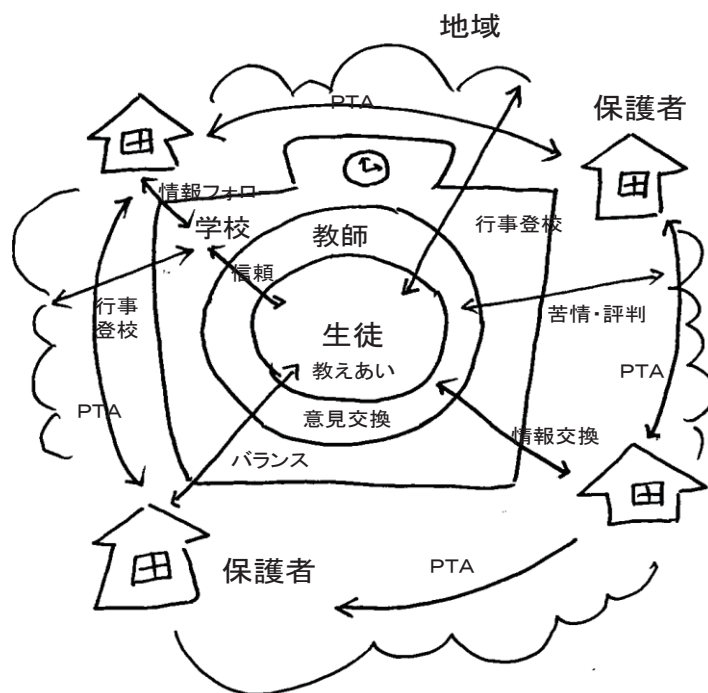 地域
PTA
保護者
情報フォロー
学校
教師
行事登校
信頼
行事
登校
苦情・評判
生徒
教えあい
PTA
PTA
意見交換
情報交換
バランス
保護者
PTA